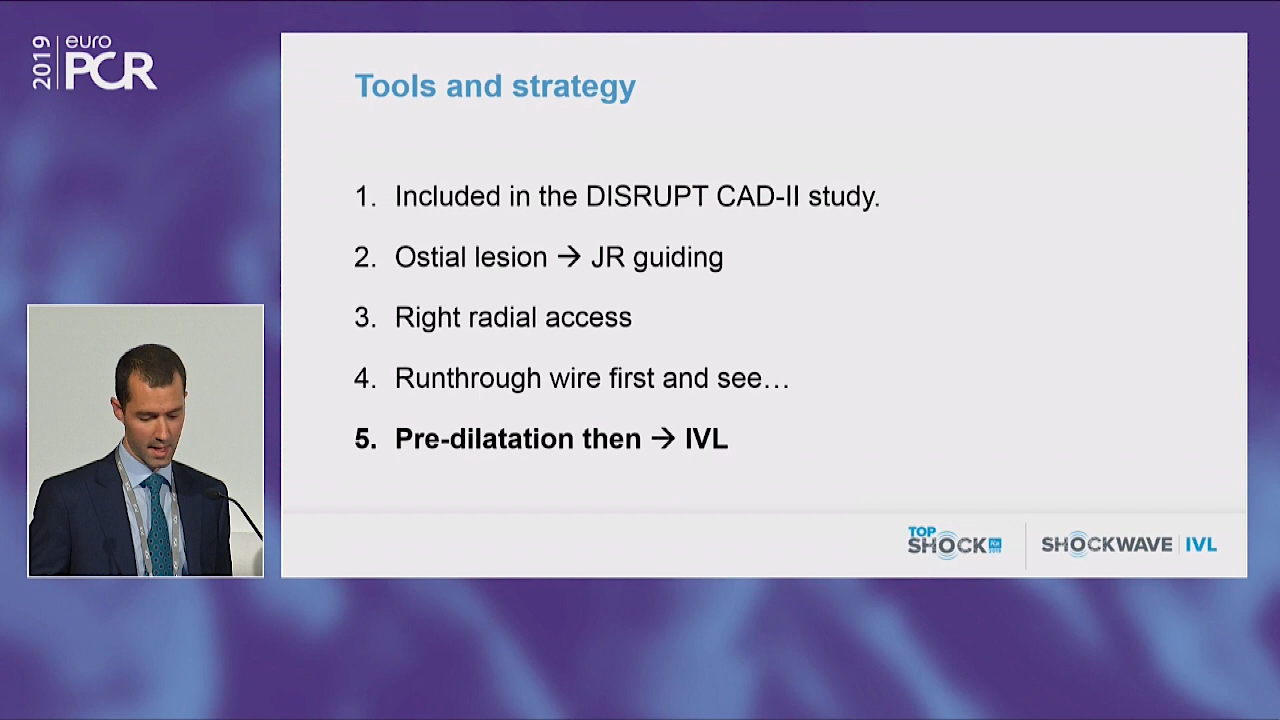 2019
euro
PCR
Tools and strategy
1. Included in the DISRUPT CAD-II study.
2. Ostial lesion → JR guiding
3. Right radial access
4. Runthrough wire first and see…
5. Pre-dilatation then → IVL
TOP
SHOCK
SHOCKWAVE | IVL